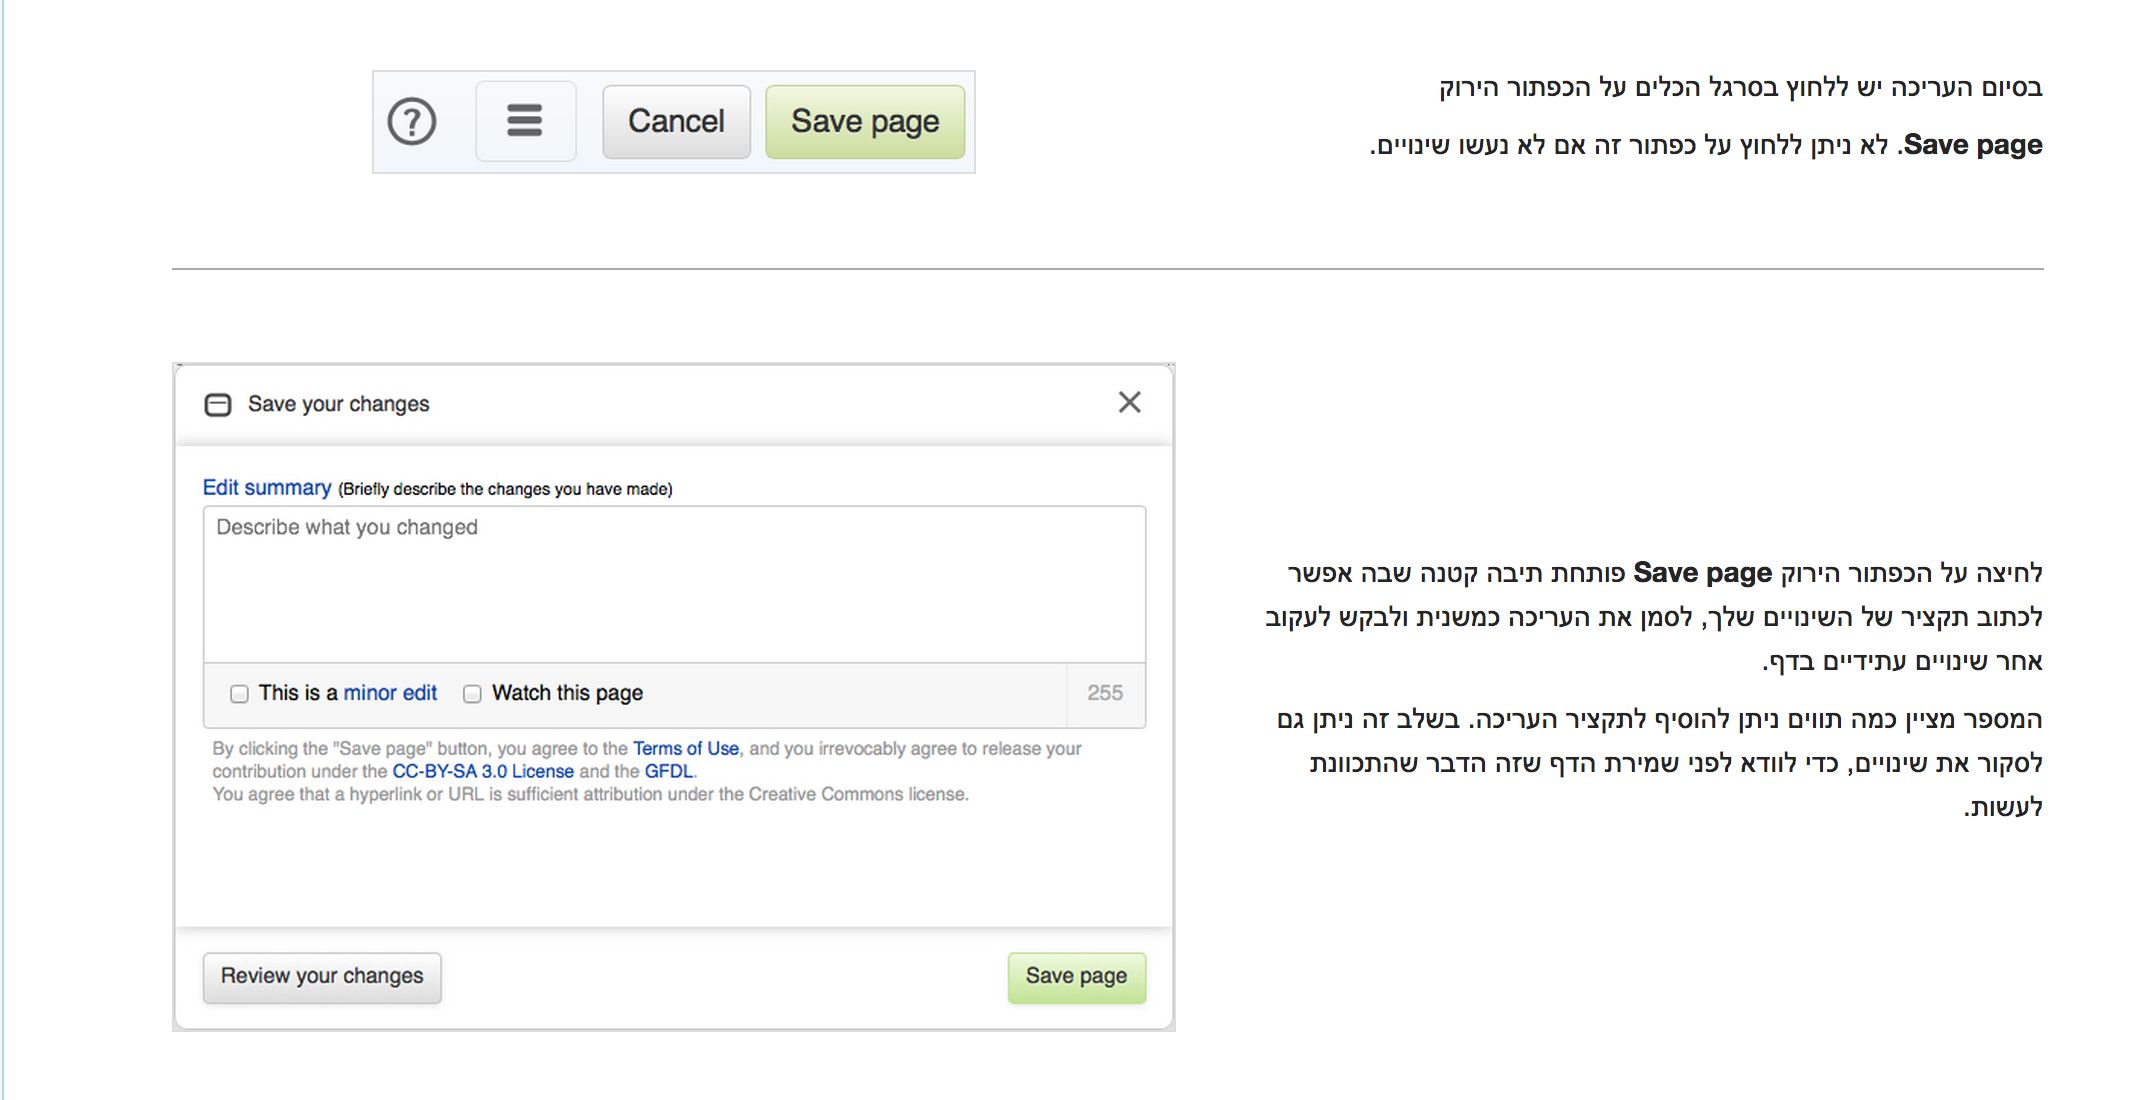 בסיום העריכה יש ללחוץ בסרגל הכלים על הכפתור הירוק
Save page. לא ניתן ללחוץ על כפתור זה אם לא נעשו שינויים.
?
Cancel
Save page
לחיצה על הכפתור הירוק Save page פותחת תיבה קטנה שבה אפשר
לכתוב תקציר של השינויים שלך, לסמן את העריכה כמשנית ולבקש לעקוב
אחר שינויים עתידיים בדף.
המספר מציין כמה תווים ניתן להוסיף לתקציר העריכה. בשלב זה ניתן גם
לסקור את שינויים, כדי לוודא לפני שמירת הדף שזה הדבר שהתכוונת
לעשות.
Save your changes
Edit summary (Briefly describe the changes you have made)
Describe what you changed
This is a minor edit Watch this page 255
By clicking the "Save page" button, you agree to the Terms of Use, and you irrevocably agree to release your
contribution under the CC-BY-SA 3.0 License and the GFDL.
You agree that a hyperlink or URL is sufficient attribution under the Creative Commons license.
Review your changes
Save page